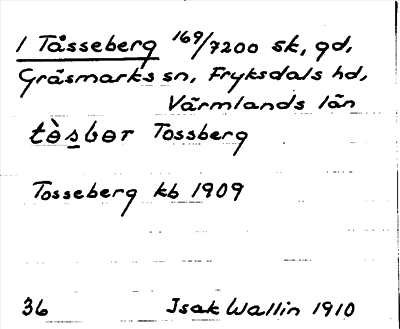 1 Tåsseberg 169/7200 sk, gd,
Gräsmarks sn, Fryksdals hd,
Värmlands län
tòsbər Tossberg
Tosseberg kb 1909
36 Isak Wallin 1910